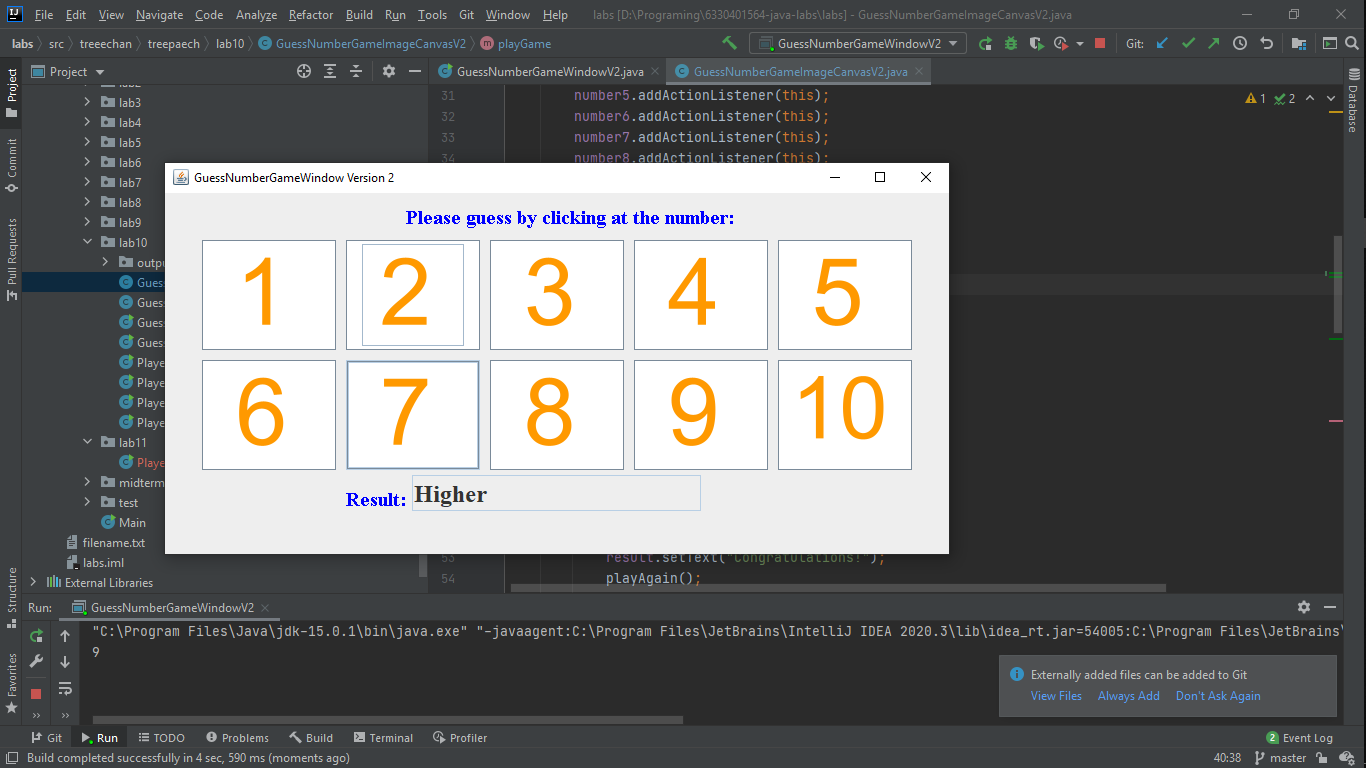 File Edit View Navigate Code Analyze Refactor Build Run Tools Git Window Help labs [D:\Programing\6330401564-java-labs\labs] - GuessNumberGameImageCanvasV2.java
labs src treeechan treepaech lab10 GuessNumberGameImageCanvasV2 playGame GuessNumberGameWindowV2 Git:
Project GuessNumberGameWindowV2.java GuessNumberGameImageCanvasV2.java
Project
Commit
Pull Requests
Structure
Favorites
Database
lab3
lab4
lab5
lab6
lab7
lab8
lab9
lab10
outpu
Guess
Guess
Guess
Guess
Playe
Playe
Playe
Playe
lab11
Playe
midterm
test
Main
filename.txt
labs.iml
External Libraries
31 number5.addActionListener(this);
32 number6.addActionListener(this);
33 number7.addActionListener(this);
34 number8.addActionListener(this);
1 2
GuessNumberGameWindow Version 2
Please guess by clicking at the number:
1 2 3 4 5
6 7 8 9 10
Result: Higher
53 result.setText("Congratulations!");
54 playAgain();
Run: GuessNumberGameWindowV2
"C:\Program Files\Java\jdk-15.0.1\bin\java.exe" "-javaagent:C:\Program Files\JetBrains\IntelliJ IDEA 2020.3\lib\idea_rt.jar=54005:C:\Program Files\JetBrains\
9
Externally added files can be added to Git
View Files Always Add Don't Ask Again
Git Run TODO Problems Build Terminal Profiler 2 Event Log
Build completed successfully in 4 sec, 590 ms (moments ago) 40:38 master